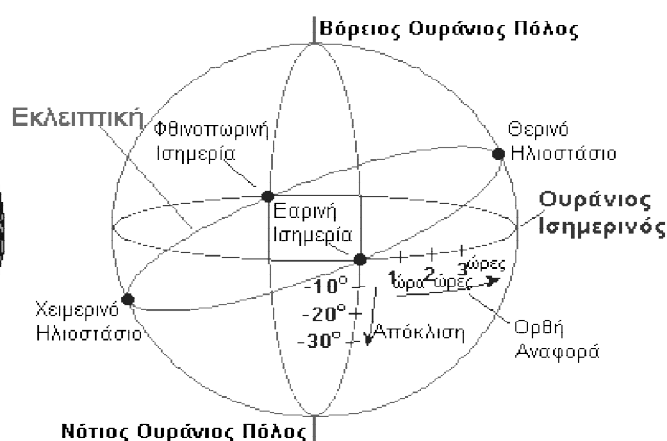 Βόρειος Ουράνιος Πόλος
Εκλειπτική
Φθινοπωρινή
Ισημερία
Θερινό
Ηλιοστάσιο
Εαρινή
Ισημερία
Ουράνιος
Ισημερινός
1 2 3
ώρα ώρες ώρες
-10°
-20°
-30°
Απόκλιση
Ορθή
Αναφορά
Χειμερινό
Ηλιοστάσιο
Νότιος Ουράνιος Πόλος